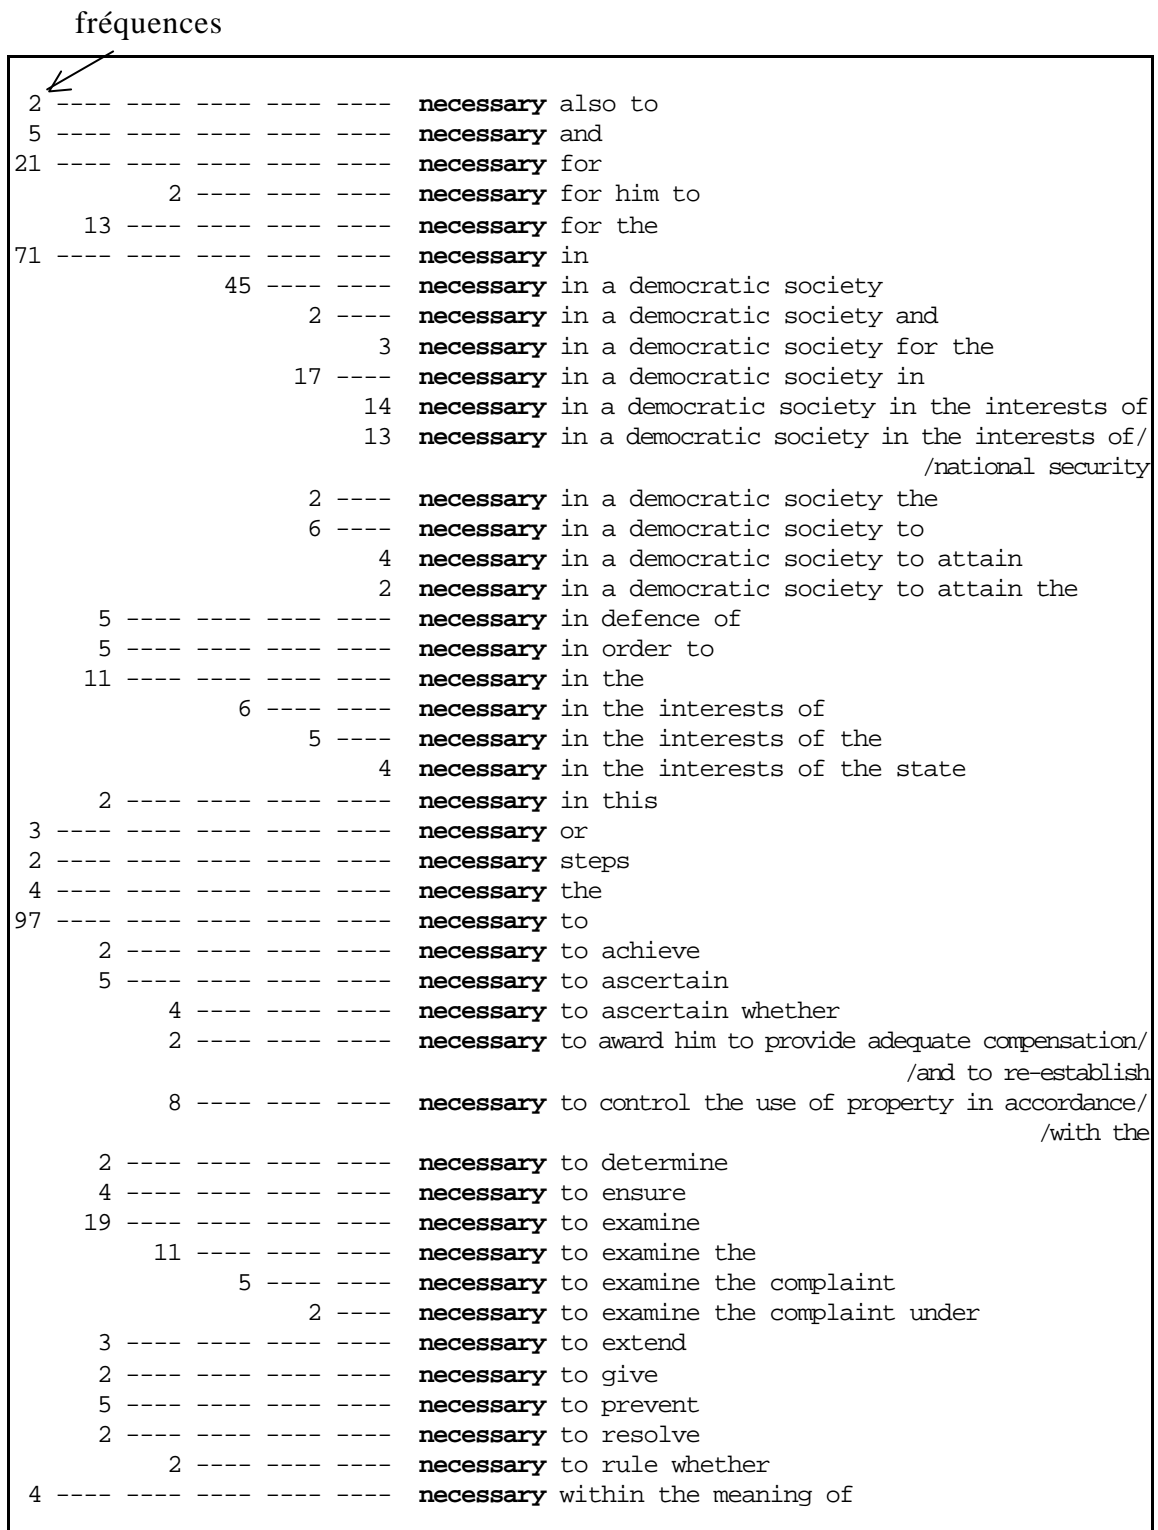 fréquences
2 ---- ---- ---- ---- ---- necessary also to
5 ---- ---- ---- ---- ---- necessary and
21 ---- ---- ---- ---- ---- necessary for
2 ---- ---- ---- necessary for him to
13 ---- ---- ---- ---- necessary for the
71 ---- ---- ---- ---- ---- necessary in
45 ---- ---- necessary in a democratic society
2 ---- necessary in a democratic society and
3 necessary in a democratic society for the
17 ---- necessary in a democratic society in
14 necessary in a democratic society in the interests of
13 necessary in a democratic society in the interests of/
/national security
2 ---- necessary in a democratic society the
6 ---- necessary in a democratic society to
4 necessary in a democratic society to attain
2 necessary in a democratic society to attain the
5 ---- ---- ---- ---- necessary in defence of
5 ---- ---- ---- ---- necessary in order to
11 ---- ---- ---- ---- necessary in the
6 ---- ---- necessary in the interests of
5 ---- necessary in the interests of the
4 necessary in the interests of the state
2 ---- ---- ---- ---- necessary in this
3 ---- ---- ---- ---- ---- necessary or
2 ---- ---- ---- ---- ---- necessary steps
4 ---- ---- ---- ---- ---- necessary the
97 ---- ---- ---- ---- ---- necessary to
2 ---- ---- ---- ---- necessary to achieve
5 ---- ---- ---- ---- necessary to ascertain
4 ---- ---- ---- necessary to ascertain whether
2 ---- ---- ---- necessary to award him to provide adequate compensation/
/and to re-establish
8 ---- ---- ---- necessary to control the use of property in accordance/
/with the
2 ---- ---- ---- ---- necessary to determine
4 ---- ---- ---- ---- necessary to ensure
19 ---- ---- ---- ---- necessary to examine
11 ---- ---- ---- necessary to examine the
5 ---- ---- necessary to examine the complaint
2 ---- necessary to examine the complaint under
3 ---- ---- ---- ---- necessary to extend
2 ---- ---- ---- ---- necessary to give
5 ---- ---- ---- ---- necessary to prevent
2 ---- ---- ---- ---- necessary to resolve
2 ---- ---- ---- necessary to rule whether
4 ---- ---- ---- ---- ---- necessary within the meaning of